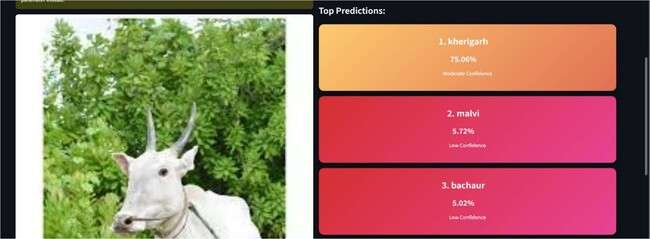 Top Predictions:
1. kherigarh
75.06%
Moderate Confidence
2. malvi
5.72%
Low Confidence
3. bachaur
5.02%
Low Confidence